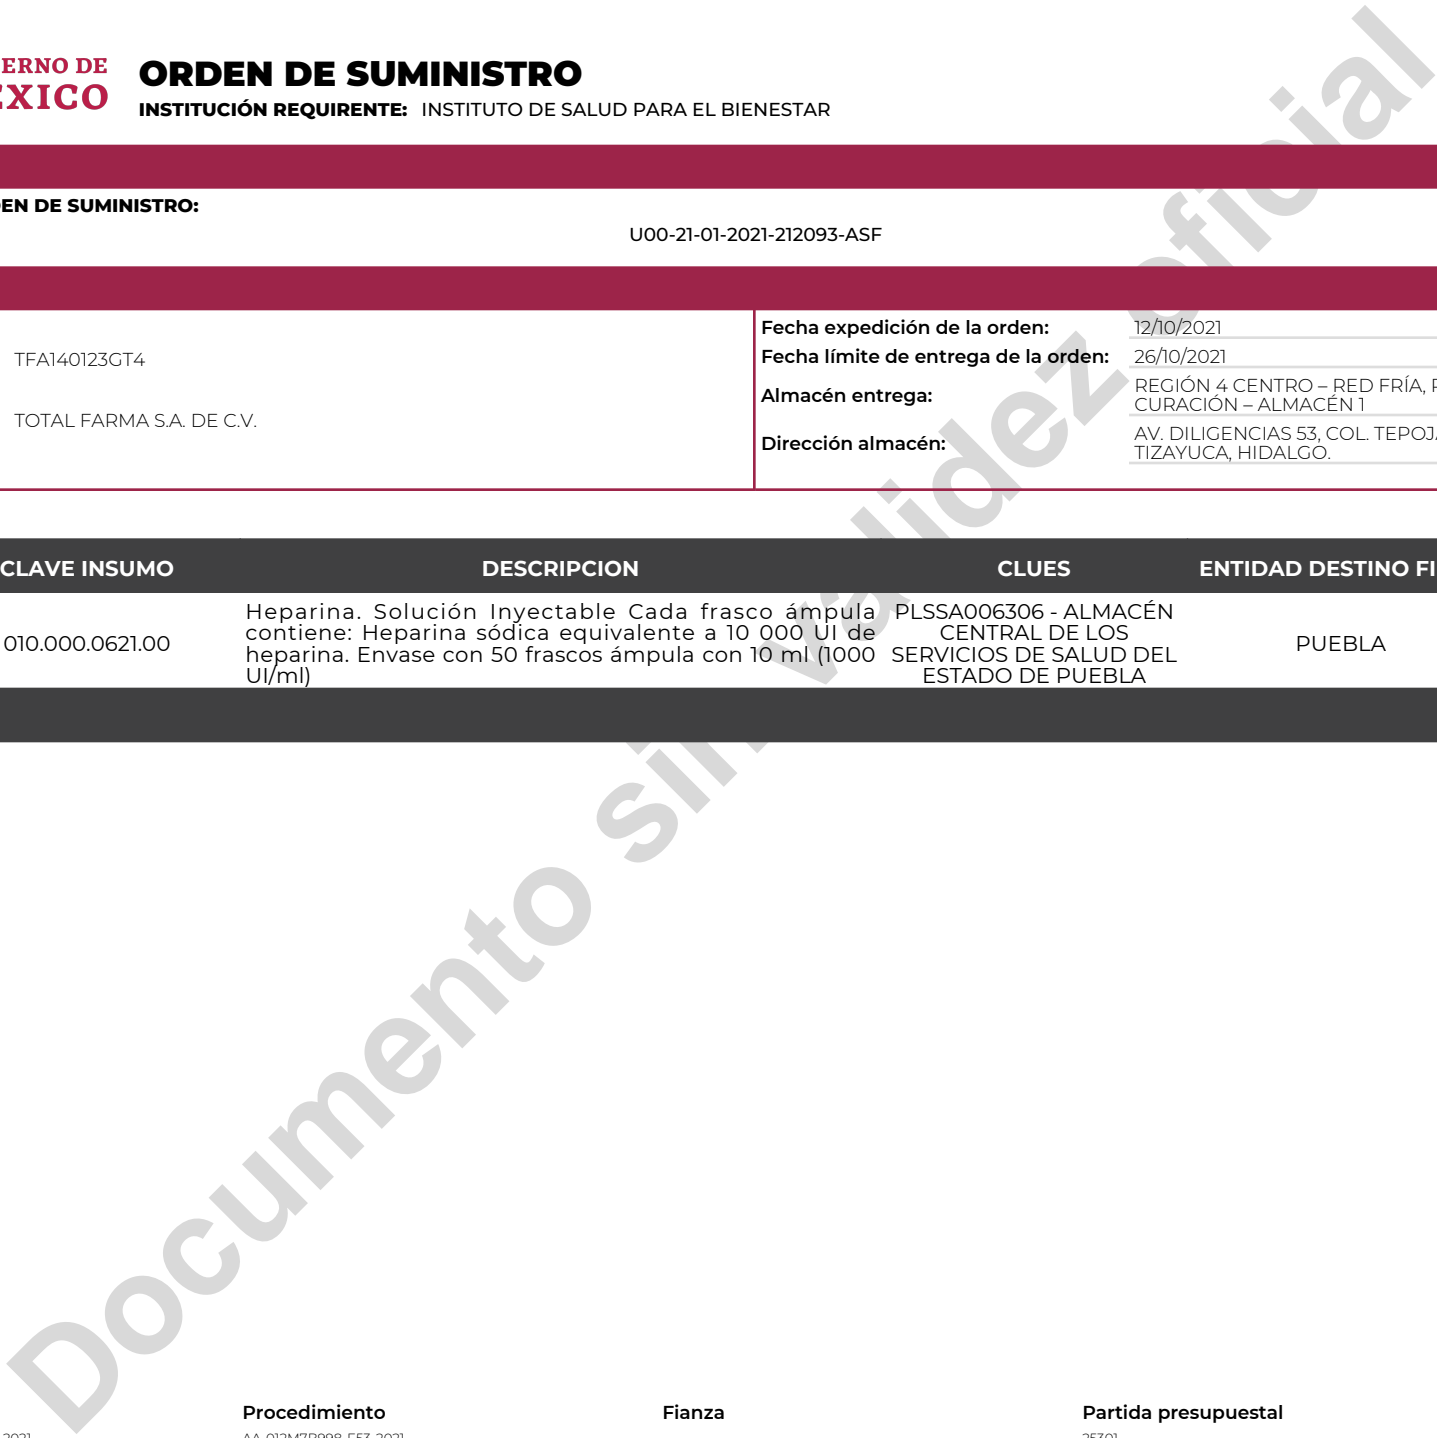 ERNO DE
EXICO
ORDEN DE SUMINISTRO
INSTITUCIÓN REQUIRENTE: INSTITUTO DE SALUD PARA EL BIENESTAR
EN DE SUMINISTRO:
U00-21-01-2021-212093-ASF
TFA140123GT4
TOTAL FARMA S.A. DE C.V.
Fecha expedición de la orden: 12/10/2021
Fecha límite de entrega de la orden: 26/10/2021
Almacén entrega: REGIÓN 4 CENTRO – RED FRÍA,
CURACIÓN – ALMACÉN 1
Dirección almacén: AV. DILIGENCIAS 53, COL. TEPOJA
TIZAYUCA, HIDALGO.
CLAVE INSUMO DESCRIPCION CLUES ENTIDAD DESTINO FI
010.000.0621.00
Heparina. Solución Inyectable Cada frasco ámpula
contiene: Heparina sódica equivalente a 10 000 UI de
heparina. Envase con 50 frascos ámpula con 10 ml (1000
UI/ml)
PLSSA006306 - ALMACÉN
CENTRAL DE LOS
SERVICIOS DE SALUD DEL
ESTADO DE PUEBLA
PUEBLA
Documento sin validez oficial
Procedimiento Fianza Partida presupuestal